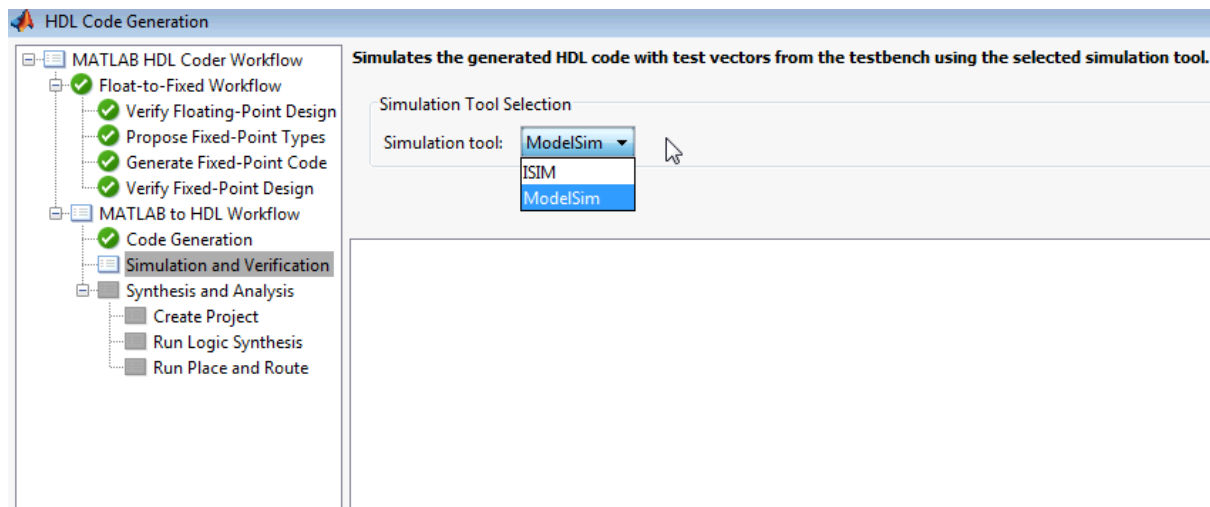 HDL Code Generation
MATLAB HDL Coder Workflow
Float-to-Fixed Workflow
Verify Floating-Point Design
Propose Fixed-Point Types
Generate Fixed-Point Code
Verify Fixed-Point Design
MATLAB to HDL Workflow
Code Generation
Simulation and Verification
Synthesis and Analysis
Create Project
Run Logic Synthesis
Run Place and Route
Simulates the generated HDL code with test vectors from the testbench using the selected simulation tool.
Simulation Tool Selection
Simulation tool: ModelSim
ISIM
ModelSim